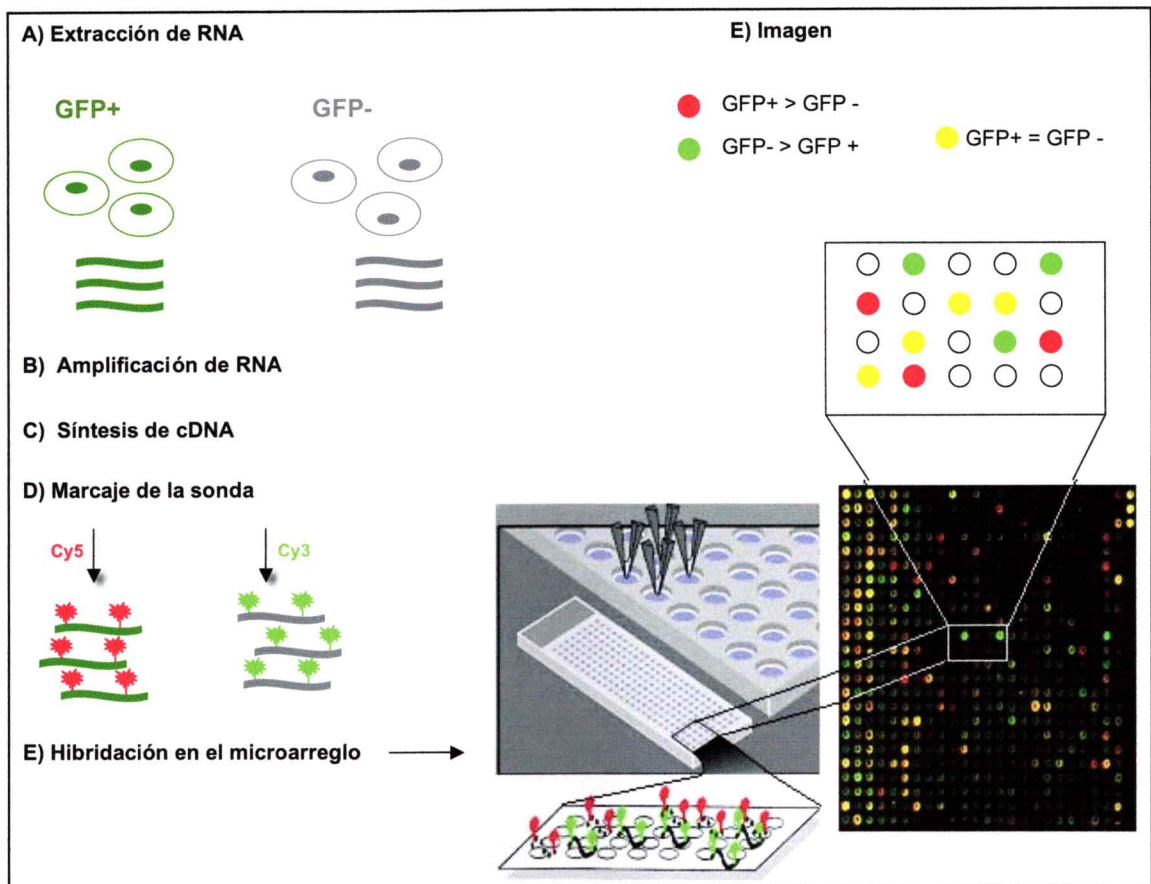 A) Extracción de RNA
E) Imagen
GFP+
GFP-
GFP+ > GFP -
GFP- > GFP +
GFP+ = GFP -
B) Amplificación de RNA
C) Síntesis de cDNA
D) Marcaje de la sonda
Cy5
Cy3
E) Hibridación en el microarreglo